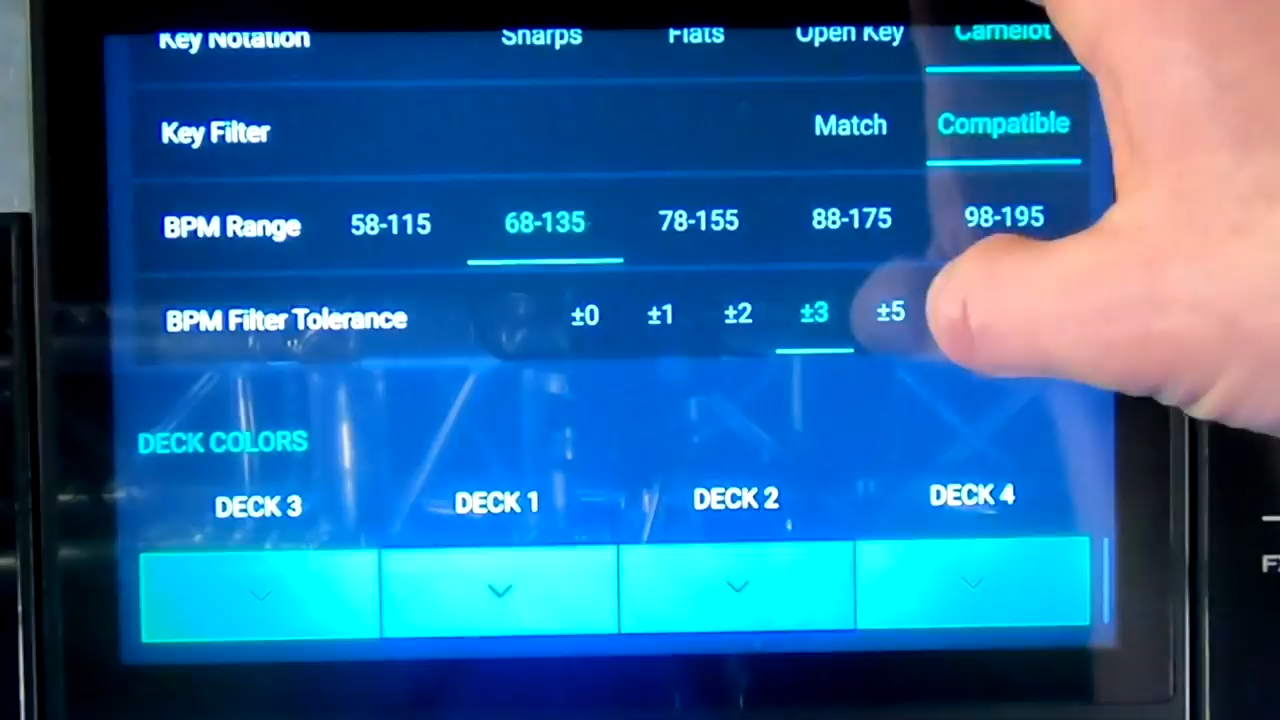 Key Notation Sharps Flats Open Key Camelot
Key Filter Match Compatible
BPM Range 58-115 68-135 78-155 88-175 98-195
BPM Filter Tolerance ±0 ±1 ±2 ±3 ±5
DECK COLORS
DECK 3 DECK 1 DECK 2 DECK 4